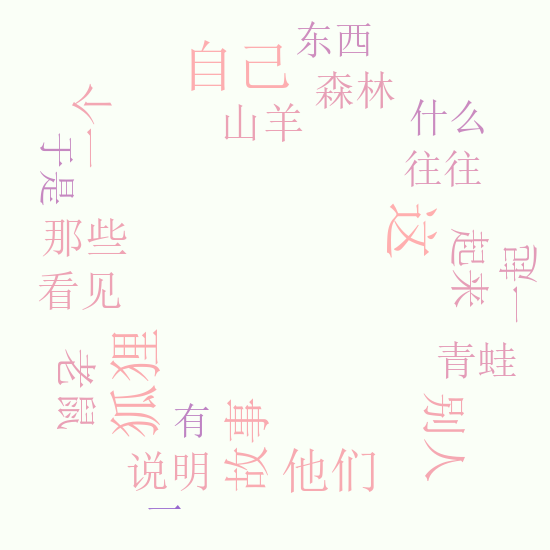 东西
自己
森林
山羊
一个
什么
于是
往往
这
那些
起来
一群
看见
狐狸
青蛙
老鼠
别人
有
故事
说明
他们
一